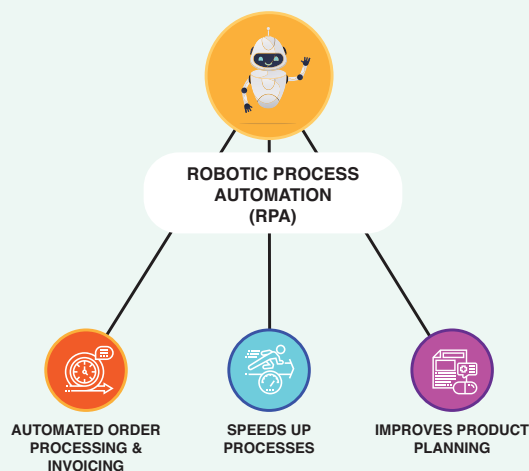 ROBOTIC PROCESS
AUTOMATION
(RPA)
AUTOMATED ORDER
PROCESSING &
INVOICING
SPEEDS UP
PROCESSES
IMPROVES PRODUCT
PLANNING